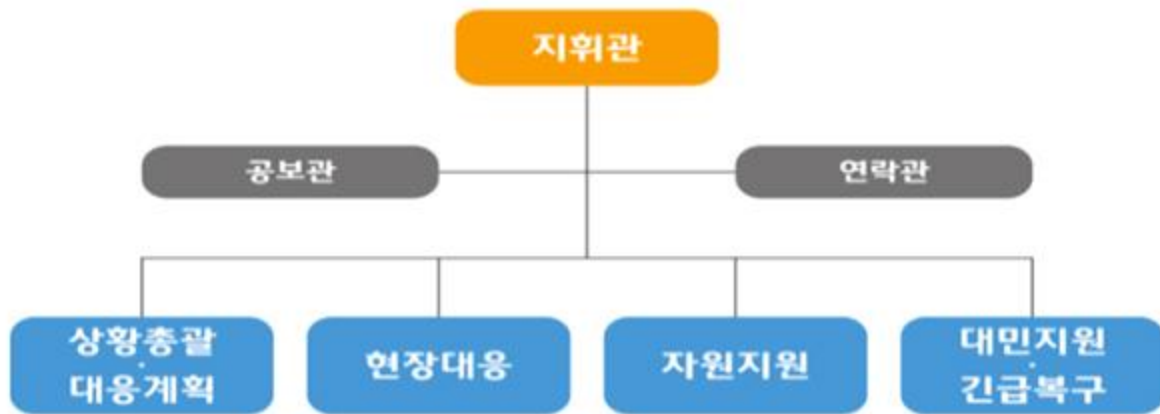 지휘관
공보관
연락관
상황총괄
·
대응계획
현장대응
자원지원
대민지원
·
긴급복구